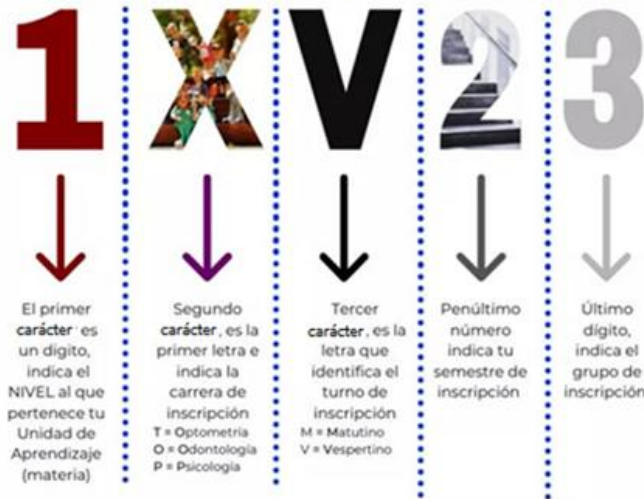 1 X V 2 3
El primer
carácter es
un digito,
indica el
NIVEL al que
pertenece tu
Unidad de
Aprendizaje
(materia)
Segundo
carácter, es la
primer letra e
indica la
carrera de
inscripción
T = Optometría
O = Odontología
P = Psicología
Tercer
carácter, es la
letra que
identifica el
turno de
inscripción
M = Matutino
V = Vespertino
Penúltimo
número
indica tu
semestre de
inscripción
Último
dígito,
indica el
grupo de
inscripción